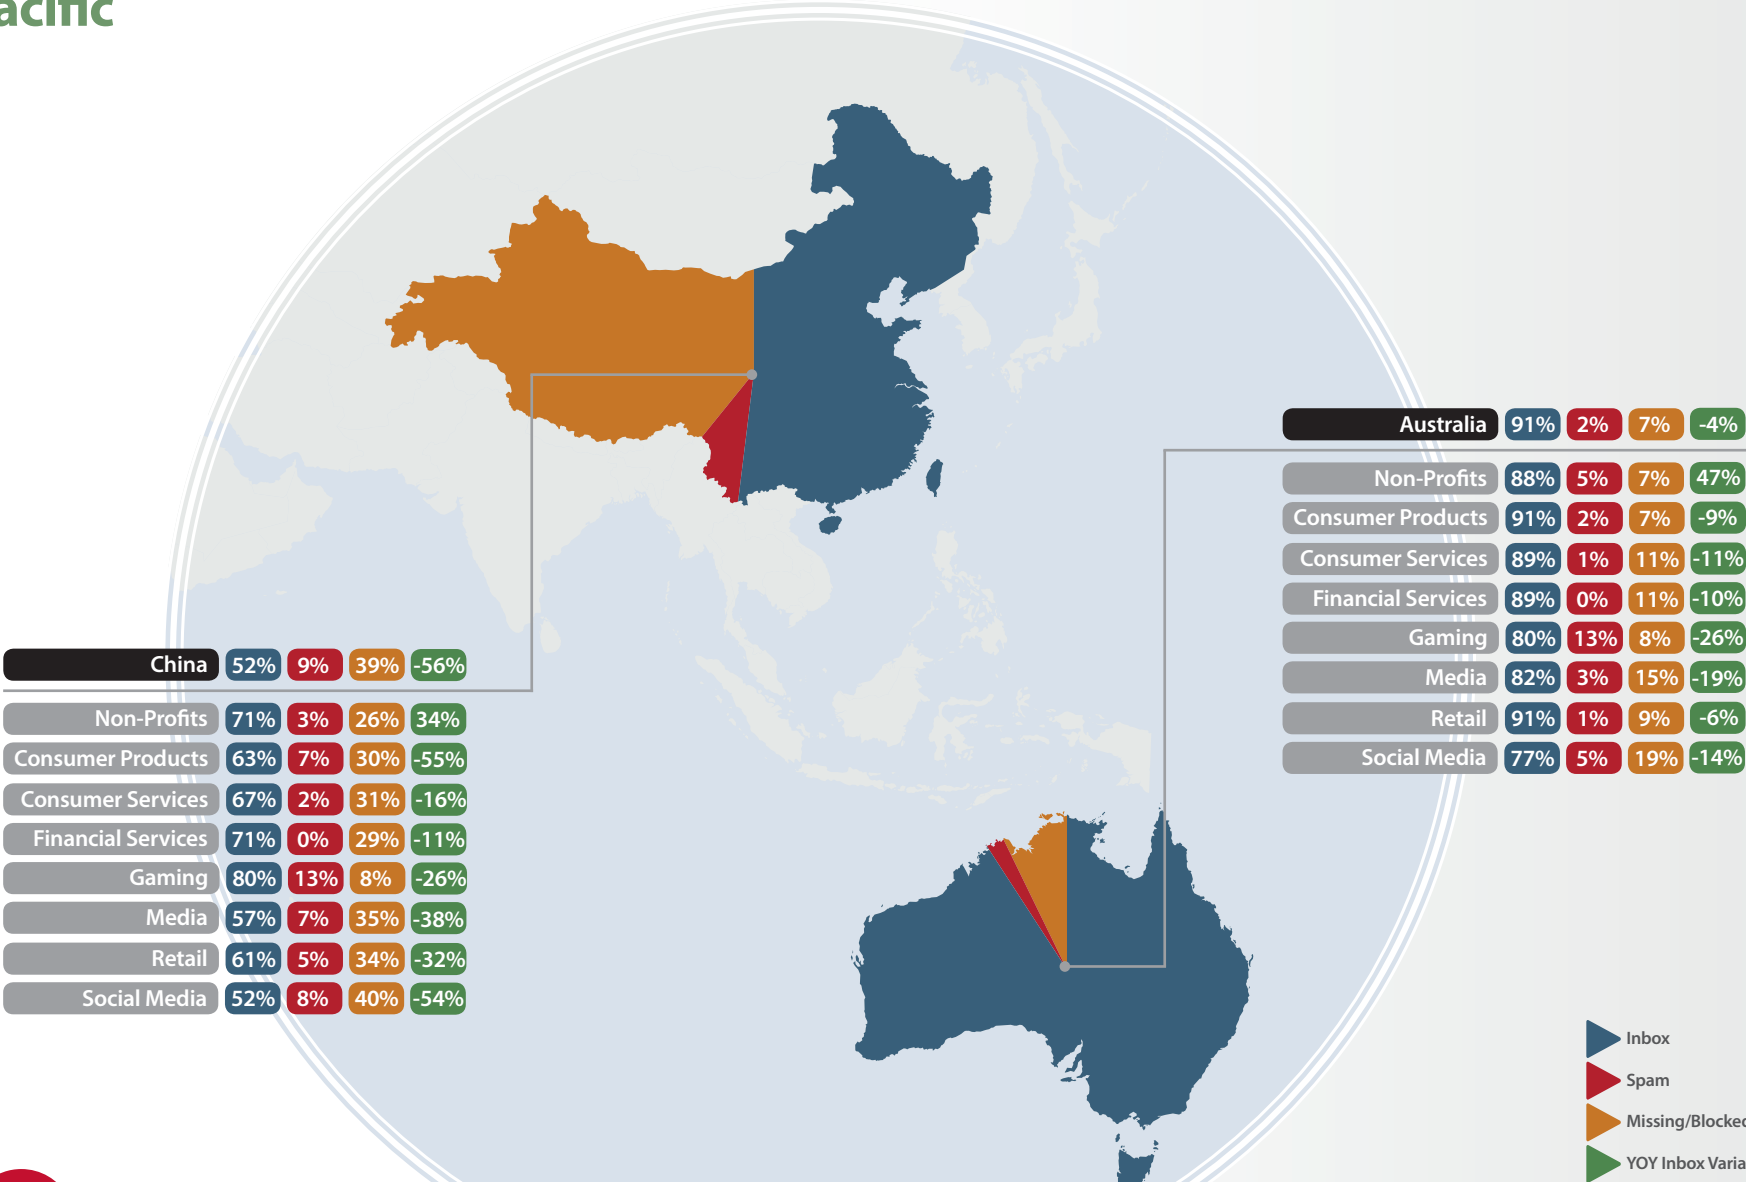 acific
Australia 91% 2% 7% -4%
Non-Profits 88% 5% 7% 47%
Consumer Products 91% 2% 7% -9%
Consumer Services 89% 1% 11% -11%
Financial Services 89% 0% 11% -10%
Gaming 80% 13% 8% -26%
Media 82% 3% 15% -19%
Retail 91% 1% 9% -6%
Social Media 77% 5% 19% -14%
China 52% 9% 39% -56%
Non-Profits 71% 3% 26% 34%
Consumer Products 63% 7% 30% -55%
Consumer Services 67% 2% 31% -16%
Financial Services 71% 0% 29% -11%
Gaming 80% 13% 8% -26%
Media 57% 7% 35% -38%
Retail 61% 5% 34% -32%
Social Media 52% 8% 40% -54%
Inbox
Spam
Missing/Blocked
YOY Inbox Varia